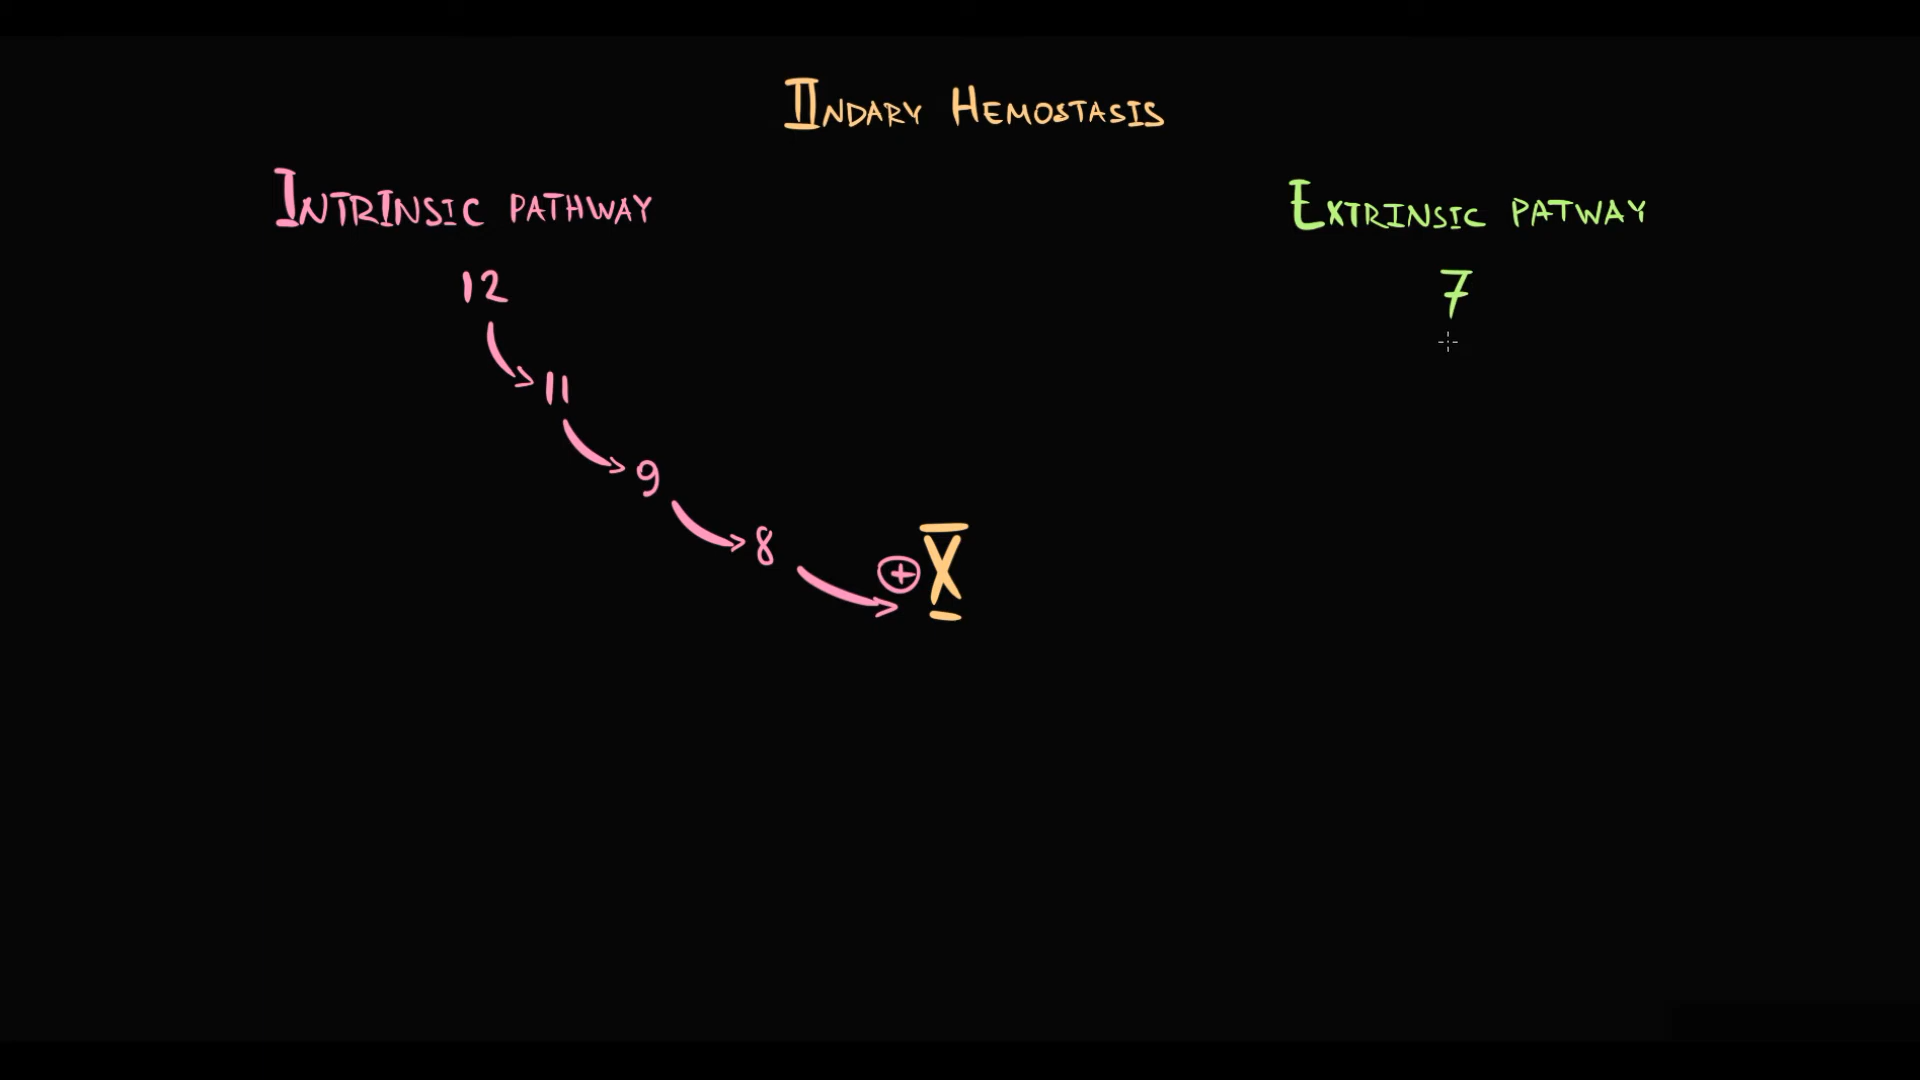 IIndary Hemostasis
Intrinsic pathway
Extrinsic patway
12
7
11
9
8
+
X